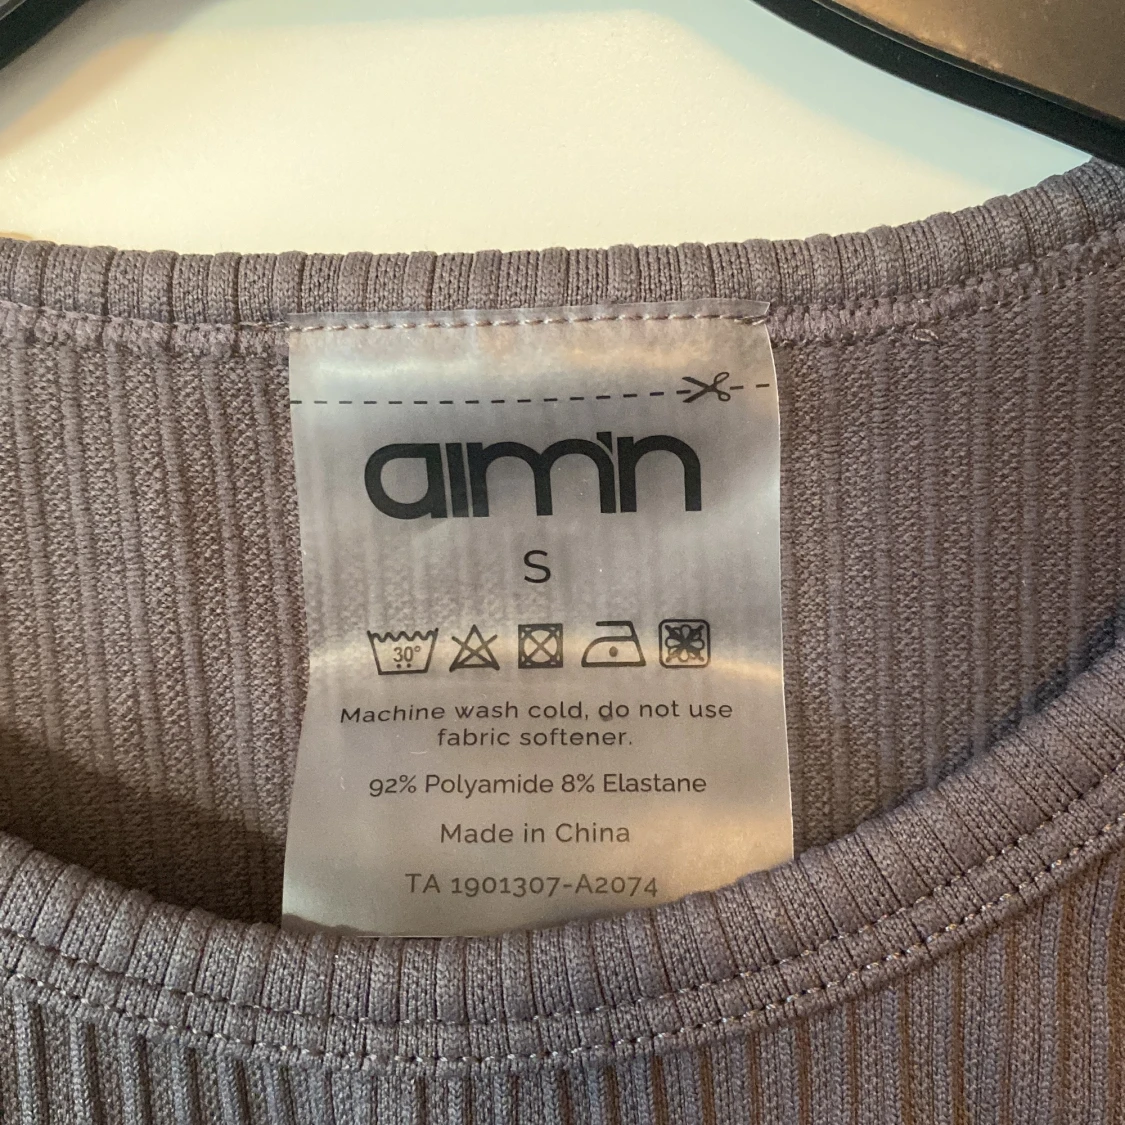 aim'n
S
30°
Machine wash cold, do not use
fabric softener.
92% Polyamide 8% Elastane
Made in China
TA 1901307-A2074